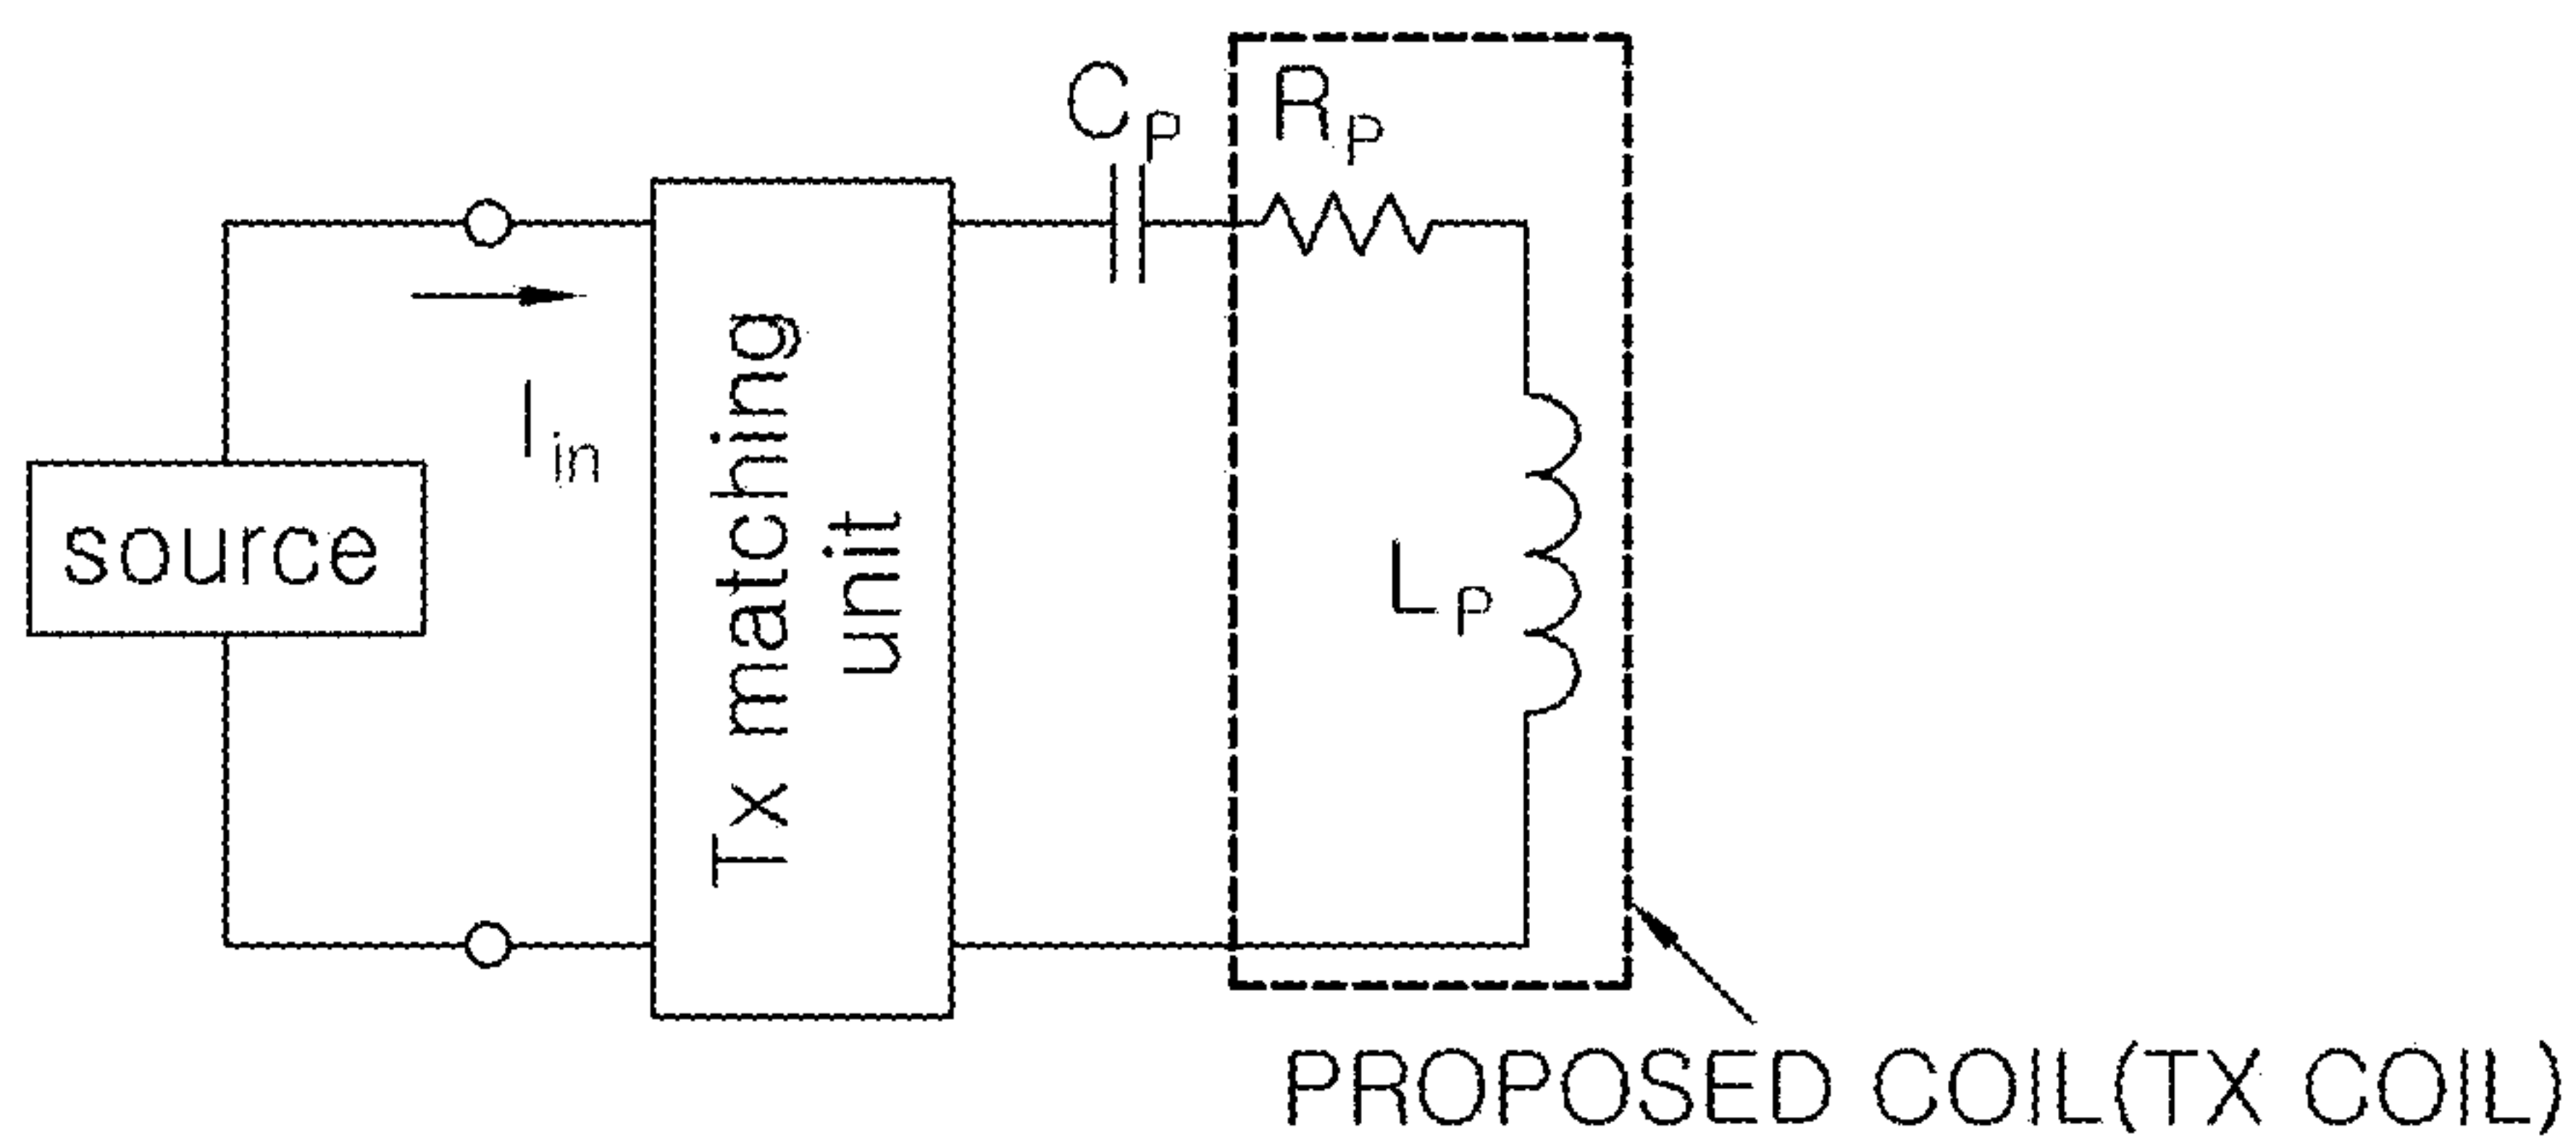 C_P
R_P
I_in
source
Tx matching
unit
L_P
PROPOSED COIL(TX COIL)